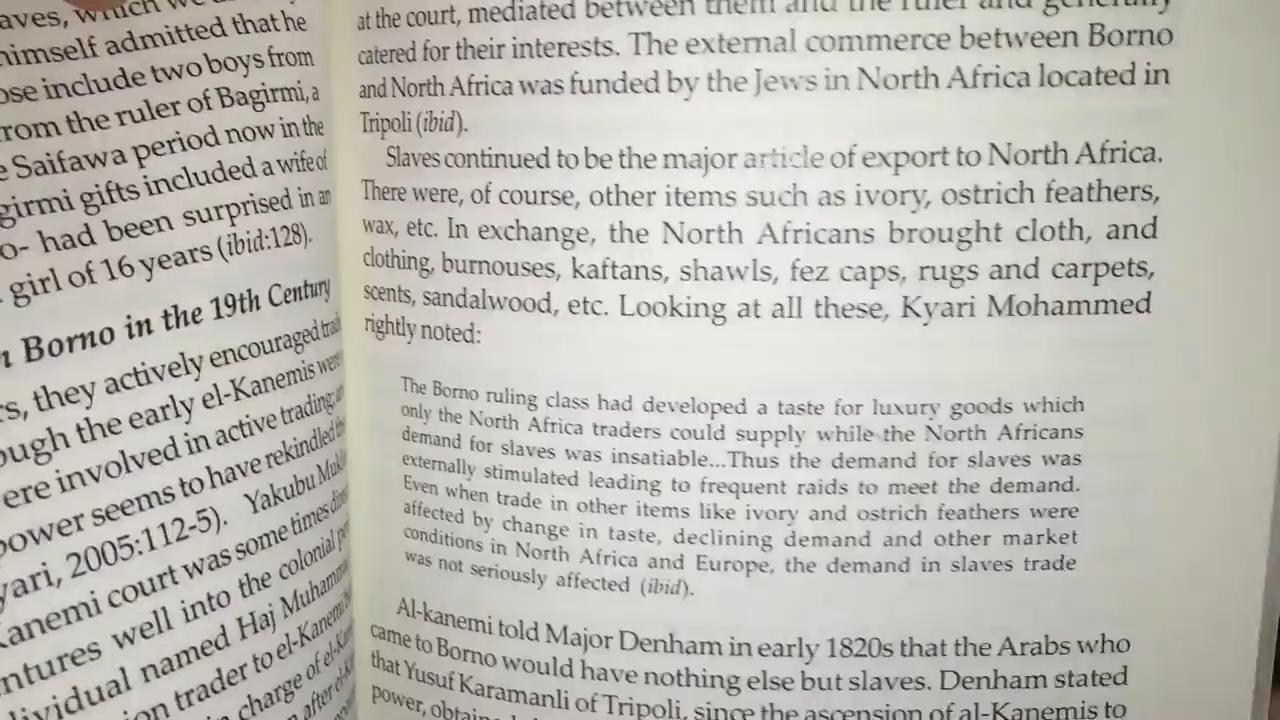 aves, which we
himself admitted that he
ose include two boys from
rom the ruler of Bagirmi, a
e Saifawa period now in the
girmi gifts included a wife of
o- had been surprised in an
girl of 16 years (ibid:128).
n Borno in the 19th Century
rs, they actively encouraged
ough the early el-Kanemis were
ere involved in active trading
power seems to have rekindled
yari, 2005:112-5). Yakubu
Kanemi court was some times
ntures well into the colonial
dividual named Haj
on trader to el-Kanemi
charge of
after
at the court, mediated between them and the ruler and generally
catered for their interests. The external commerce between Borno
and North Africa was funded by the Jews in North Africa located in
Tripoli (ibid).
Slaves continued to be the major article of export to North Africa.
There were, of course, other items such as ivory, ostrich feathers,
wax, etc. In exchange, the North Africans brought cloth, and
clothing, burnouses, kaftans, shawls, fez caps, rugs and carpets,
scents, sandalwood, etc. Looking at all these, Kyari Mohammed
rightly noted:
The Borno ruling class had developed a taste for luxury goods which
only the North Africa traders could supply while the North Africans
demand for slaves was insatiable...Thus the demand for slaves was
externally stimulated leading to frequent raids to meet the demand.
Even when trade in other items like ivory and ostrich feathers were
affected by change in taste, declining demand and other market
conditions in North Africa and Europe, the demand in slaves trade
was not seriously affected (ibid).
Al-kanemi told Major Denham in early 1820s that the Arabs who
came to Borno would have nothing else but slaves. Denham stated
that Yusuf Karamanli of Tripoli, since the ascension of al-Kanemis to
power,